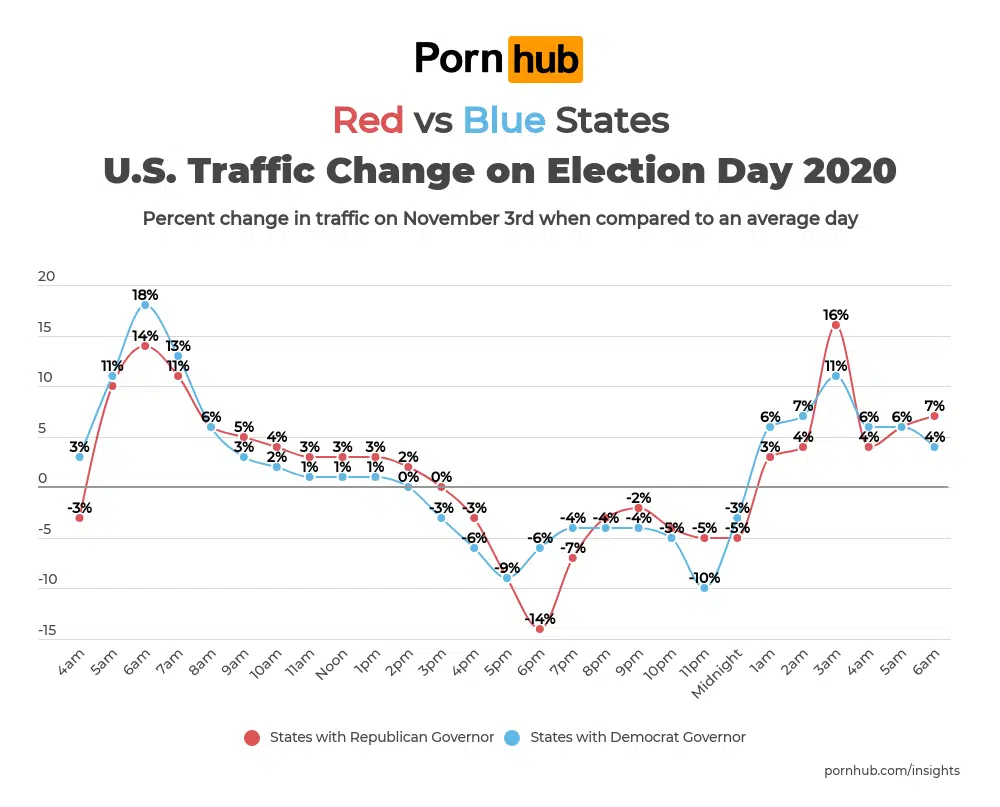 Porn hub
Red vs Blue States
U.S. Traffic Change on Election Day 2020
Percent change in traffic on November 3rd when compared to an average day
20
15
10
5
0
-5
-10
-15
3% 11% 18% 13% 6% 3% 2% 1% 1% 1% 0% -3% -6% -9% -6% -4% -4% -4% -5% -10% -3% 6% 7% 11% 6% 6% 4%
-3% 14% 11% 5% 4% 3% 3% 3% 2% 0% -3% -14% -7% -2% -5% -5% 3% 4% 16% 4% 7%
4am 5am 6am 7am 8am 9am 10am 11am Noon 1pm 2pm 3pm 4pm 5pm 6pm 7pm 8pm 9pm 10pm 11pm Midnight 1am 2am 3am 4am 5am 6am
States with Republican Governor States with Democrat Governor
pornhub.com/insights